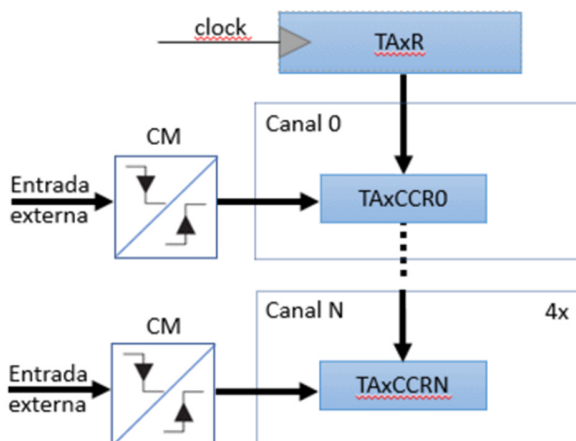 clock
TAxR
Canal 0
CM
Entrada
externa
TAxCCR0
Canal N
4x
CM
Entrada
externa
TAxCCRN